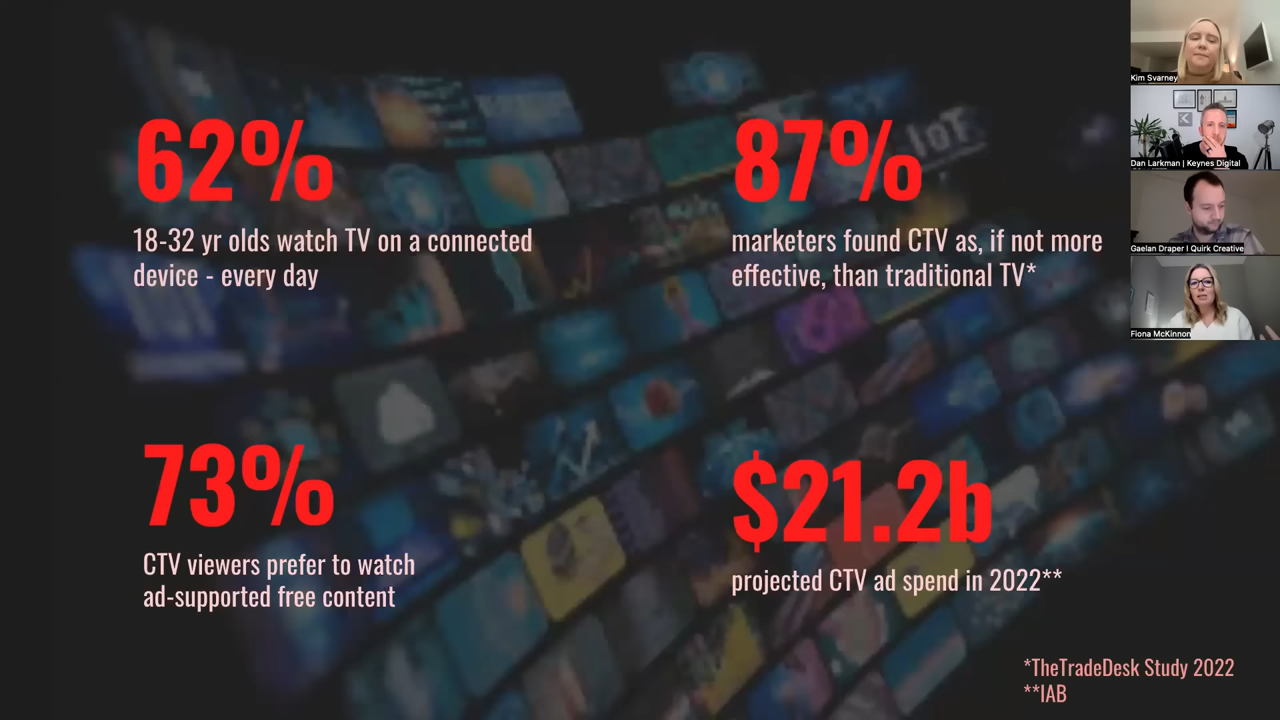 62%
18-32 yr olds watch TV on a connected
device - every day
87%
marketers found CTV as, if not more
effective, than traditional TV*
73%
CTV viewers prefer to watch
ad-supported free content
$21.2b
projected CTV ad spend in 2022**
*TheTradeDesk Study 2022
**IAB
IoT
Kim Svarney
Dan Larkman | Keynes Digital
Gaelan Draper I Quirk Creative
Fiona McKinnon